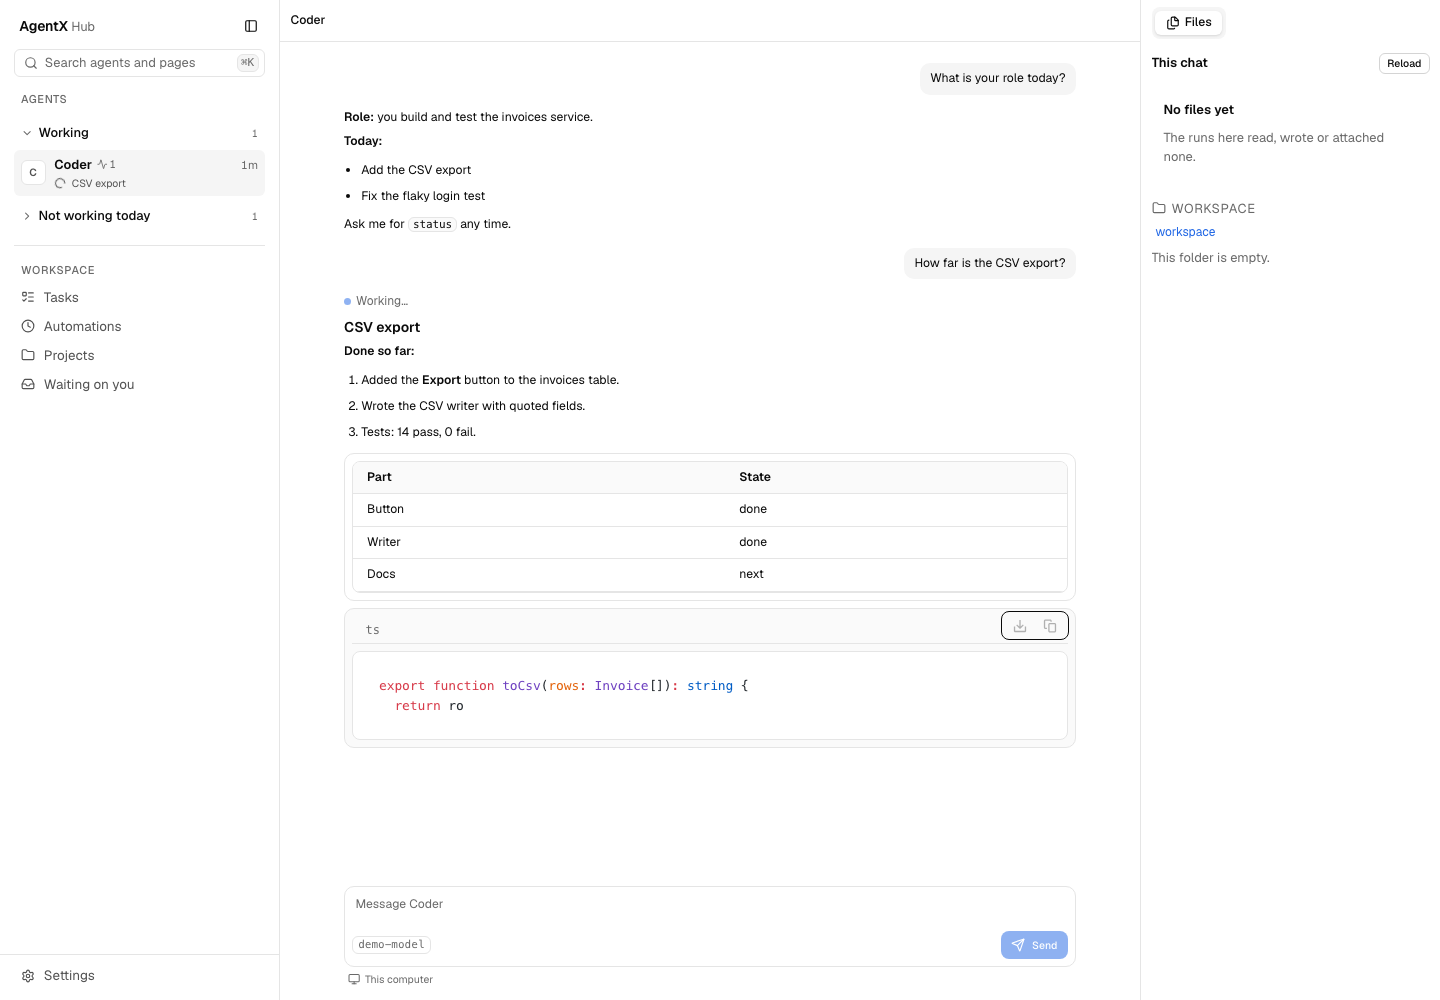 AgentX Hub
Search agents and pages ⌘K
AGENTS
Working 1
C Coder 1 1m
CSV export
Not working today 1
WORKSPACE
Tasks
Automations
Projects
Waiting on you
Settings
Coder
What is your role today?
Role: you build and test the invoices service.
Today:
• Add the CSV export
• Fix the flaky login test
Ask me for status any time.
How far is the CSV export?
Working…
CSV export
Done so far:
1. Added the Export button to the invoices table.
2. Wrote the CSV writer with quoted fields.
3. Tests: 14 pass, 0 fail.
Part State
Button done
Writer done
Docs next
ts
export function toCsv(rows: Invoice[]): string {
  return ro
Message Coder
demo-model Send
This computer
Files
This chat Reload
No files yet
The runs here read, wrote or attached
none.
WORKSPACE
workspace
This folder is empty.